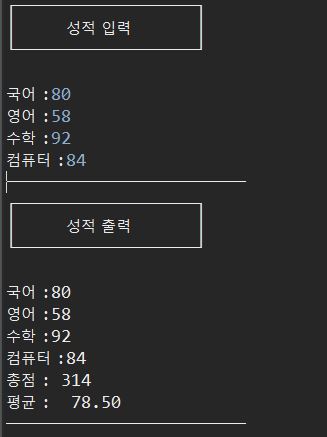 성적 입력
국어 :80
영어 :58
수학 :92
컴퓨터 :84
성적 출력
국어 :80
영어 :58
수학 :92
컴퓨터 :84
총점 : 314
평균 : 78.50